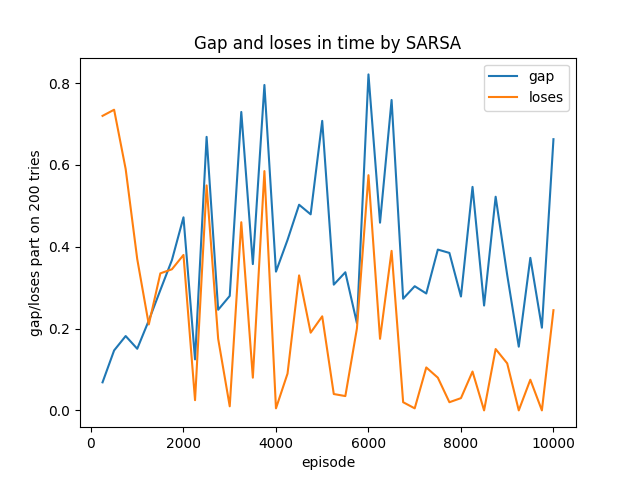 Gap and loses in time by SARSA
gap
loses
gap/loses part on 200 tries
0.8
0.6
0.4
0.2
0.0
0 2000 4000 6000 8000 10000
episode